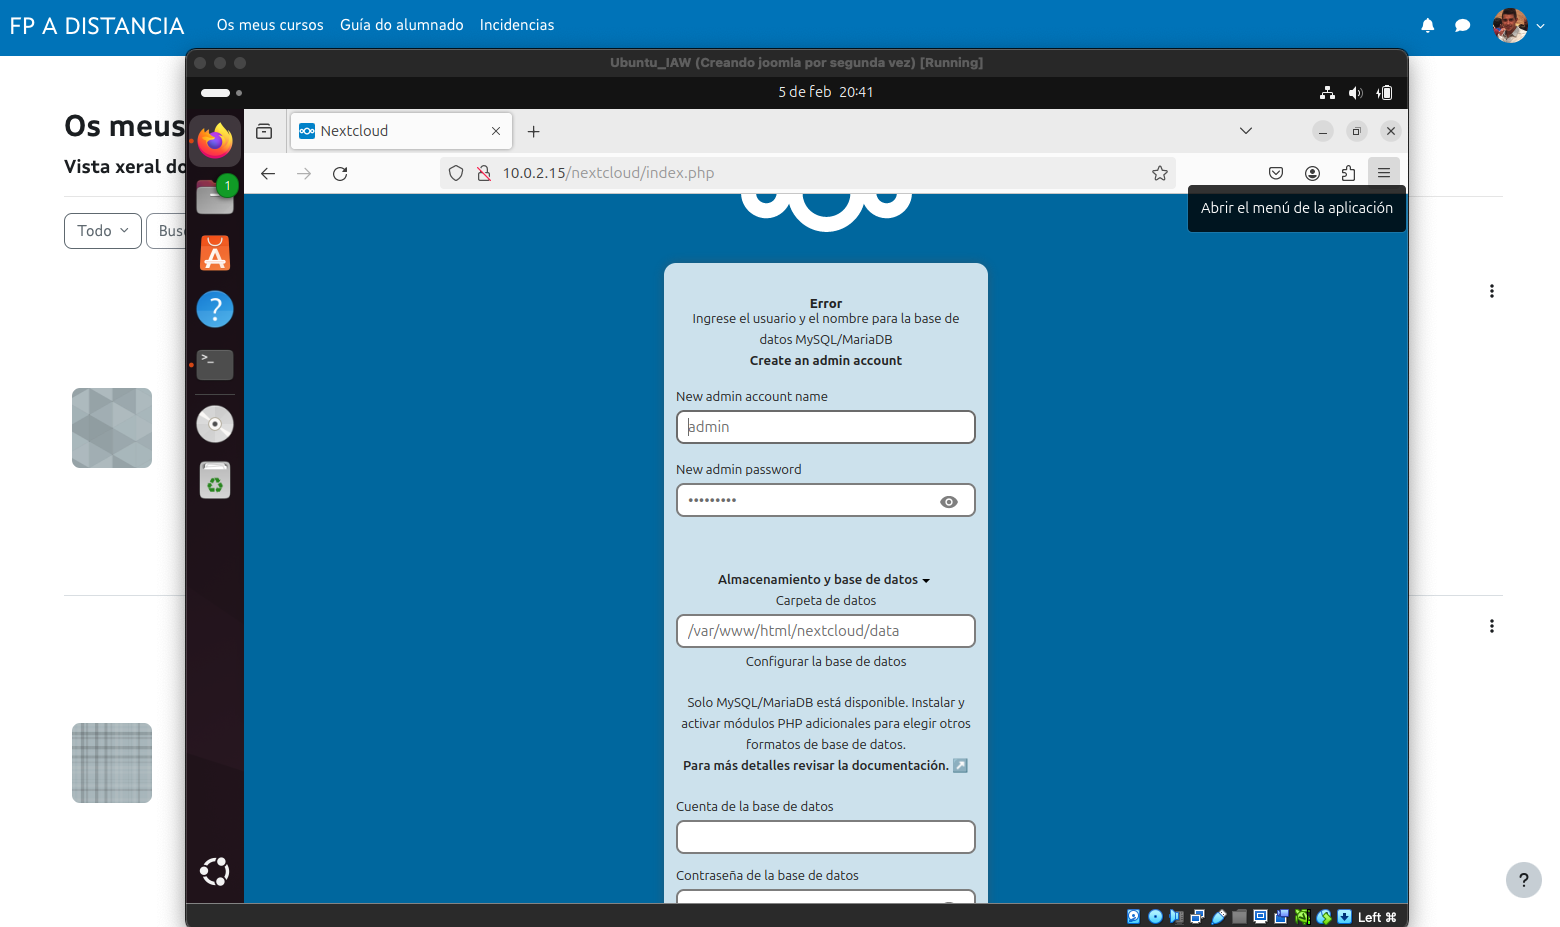 FP A DISTANCIA
Os meus cursos
Guía do alumnado
Incidencias
Ubuntu_IAW (Creando joomla por segunda vez) [Running]
5 de feb 20:41
Os meus
Vista xeral do
Todo
Bus
1
Nextcloud
10.0.2.15/nextcloud/index.php
Abrir el menú de la aplicación
Error
Ingrese el usuario y el nombre para la base de
datos MySQL/MariaDB
Create an admin account
New admin account name
admin
New admin password
•••••••••
Almacenamiento y base de datos
Carpeta de datos
/var/www/html/nextcloud/data
Configurar la base de datos
Solo MySQL/MariaDB está disponible. Instalar y
activar módulos PHP adicionales para elegir otros
formatos de base de datos.
Para más detalles revisar la documentación.
Cuenta de la base de datos
Contraseña de la base de datos
?
Left ⌘